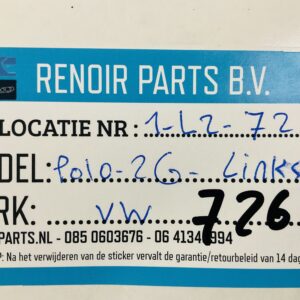 RENOIR PARTS B.V.
LOCATIE NR : 1-L2-72
DEL: Polo-2G- Links
RK: VW 726
PARTS.NL - 085 0603676 - 06 41341994
P: Na het verwijderen van de sticker vervalt de garantie/retourbeleid van 14 dag